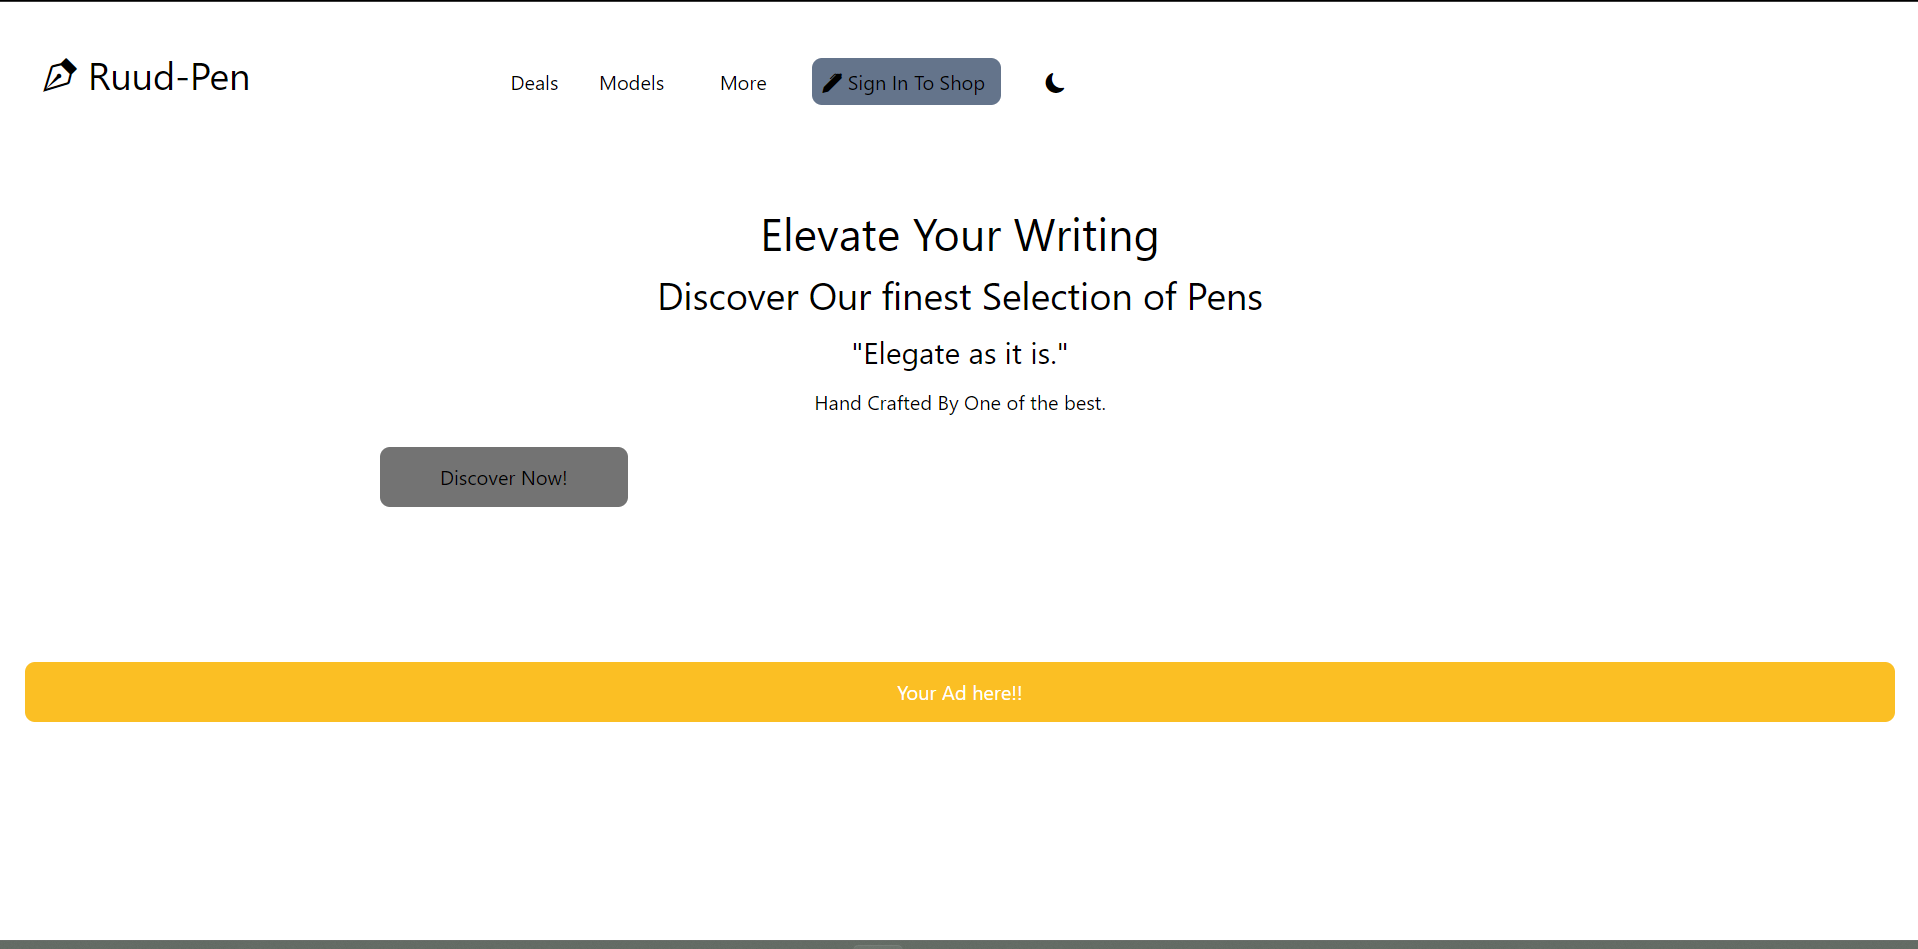 Ruud-Pen
Deals Models More Sign In To Shop
Elevate Your Writing
Discover Our finest Selection of Pens
"Elegate as it is."
Hand Crafted By One of the best.
Discover Now!
Your Ad here!!